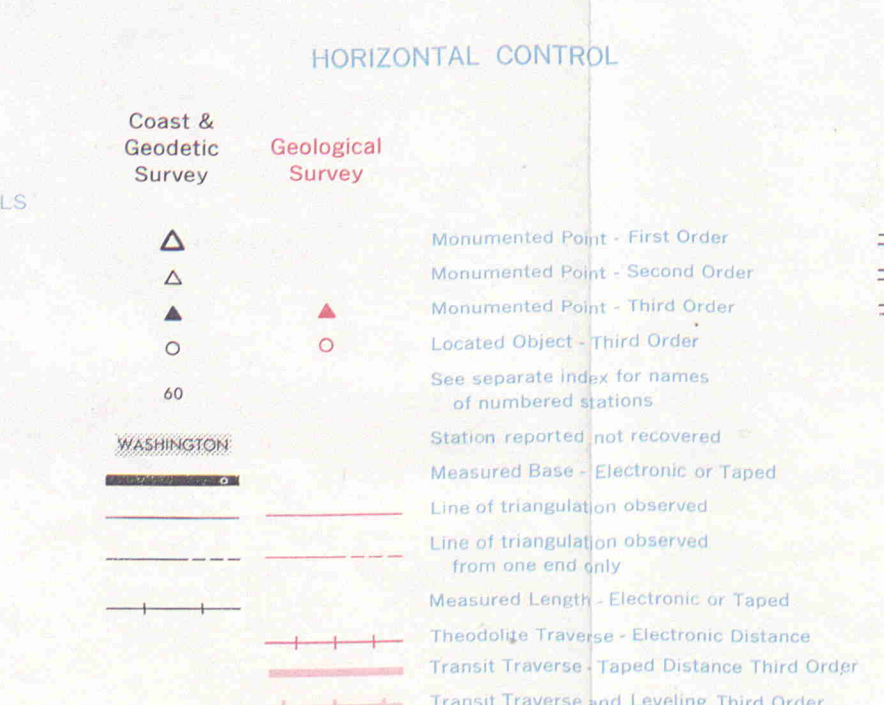 HORIZONTAL CONTROL
Coast &
Geodetic
Survey
Geological
Survey
LS
Monumented Point - First Order
Monumented Point - Second Order
Monumented Point - Third Order
Located Object - Third Order
60
See separate index for names
of numbered stations
WASHINGTON
Station reported not recovered
Measured Base - Electronic or Taped
Line of triangulation observed
Line of triangulation observed
from one end only
Measured Length - Electronic or Taped
Theodolite Traverse - Electronic Distance
Transit Traverse - Taped Distance Third Order
Transit Traverse and Leveling Third Order